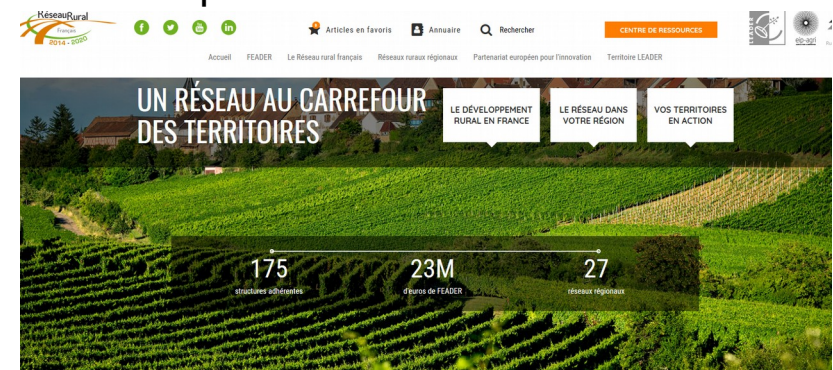 RéseauRural
Français
2014 - 2020
Articles en favoris
Annuaire
Rechercher
CENTRE DE RESSOURCES
LEADER
eip-agri
Accueil
FEADER
Le Réseau rural français
Réseaux ruraux régionaux
Partenariat européen pour l'innovation
Territoire LEADER
UN RÉSEAU AU CARREFOUR
DES TERRITOIRES
LE DÉVELOPPEMENT
RURAL EN FRANCE
LE RÉSEAU DANS
VOTRE RÉGION
VOS TERRITOIRES
EN ACTION
175
structures adhérentes
23M
d'euros de FEADER
27
réseaux régionaux